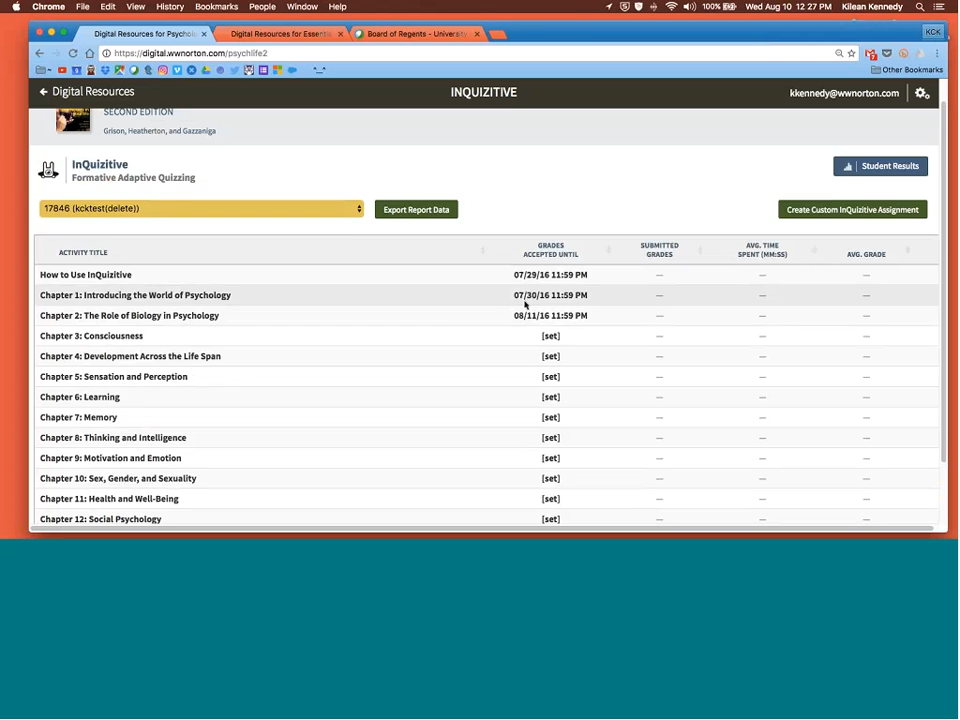 Chrome File Edit View History Bookmarks People Window Help 100% Wed Aug 10 12:27 PM Kilean Kennedy
Digital Resources for Psycholo × Digital Resources for Essentia × Board of Regents - University × KCK
https://digital.wwnorton.com/psychlife2
Other Bookmarks
Digital Resources INQUIZITIVE kkennedy@wwnorton.com
SECOND EDITION
Grison, Heatherton, and Gazzaniga
InQuizitive
Formative Adaptive Quizzing
Student Results
17846 (kcktest(delete)) Export Report Data Create Custom InQuizitive Assignment
ACTIVITY TITLE GRADES ACCEPTED UNTIL SUBMITTED GRADES AVG. TIME SPENT (MM:SS) AVG. GRADE
How to Use InQuizitive 07/29/16 11:59 PM — — —
Chapter 1: Introducing the World of Psychology 07/30/16 11:59 PM — — —
Chapter 2: The Role of Biology in Psychology 08/11/16 11:59 PM — — —
Chapter 3: Consciousness [set] — — —
Chapter 4: Development Across the Life Span [set] — — —
Chapter 5: Sensation and Perception [set] — — —
Chapter 6: Learning [set] — — —
Chapter 7: Memory [set] — — —
Chapter 8: Thinking and Intelligence [set] — — —
Chapter 9: Motivation and Emotion [set] — — —
Chapter 10: Sex, Gender, and Sexuality [set] — — —
Chapter 11: Health and Well-Being [set] — — —
Chapter 12: Social Psychology [set] — — —